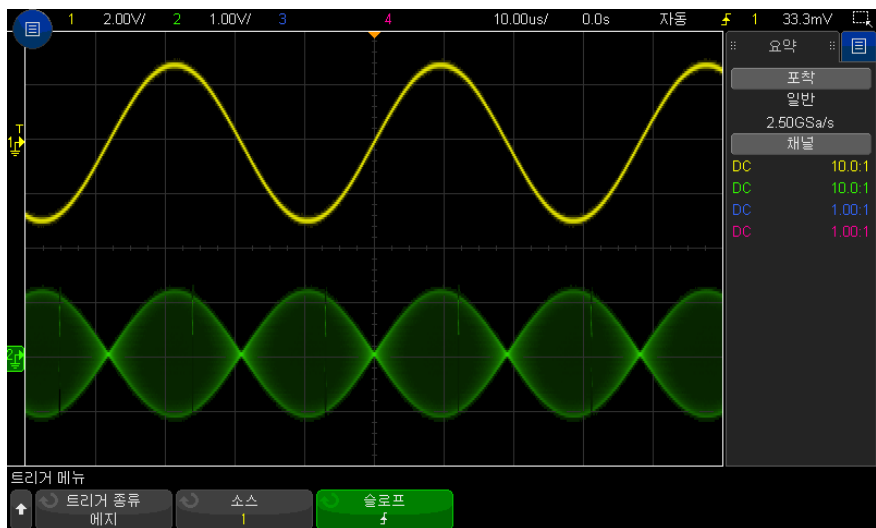 1 2.00V/ 2 1.00V/ 3 4 10.00us/ 0.0s 자동 1 33.3mV
요약
포착
일반
2.50GSa/s
채널
DC 10.0:1
DC 10.0:1
DC 1.00:1
DC 1.00:1
T
1
2
트리거 메뉴
트리거 종류
에지
소스
1
슬로프